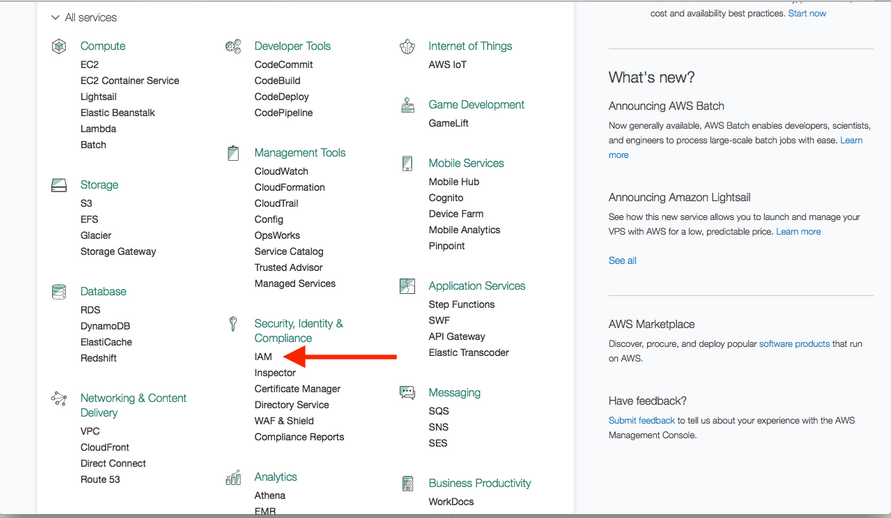 All services
Compute
EC2
EC2 Container Service
Lightsail
Elastic Beanstalk
Lambda
Batch
Storage
S3
EFS
Glacier
Storage Gateway
Database
RDS
DynamoDB
ElastiCache
Redshift
Networking & Content
Delivery
VPC
CloudFront
Direct Connect
Route 53
Developer Tools
CodeCommit
CodeBuild
CodeDeploy
CodePipeline
Management Tools
CloudWatch
CloudFormation
CloudTrail
Config
OpsWorks
Service Catalog
Trusted Advisor
Managed Services
Security, Identity &
Compliance
IAM
Inspector
Certificate Manager
Directory Service
WAF & Shield
Compliance Reports
Analytics
Athena
EMR
Internet of Things
AWS IoT
Game Development
GameLift
Mobile Services
Mobile Hub
Cognito
Device Farm
Mobile Analytics
Pinpoint
Application Services
Step Functions
SWF
API Gateway
Elastic Transcoder
Messaging
SQS
SNS
SES
Business Productivity
WorkDocs
cost and availability best practices. Start now
What's new?
Announcing AWS Batch
Now generally available, AWS Batch enables developers, scientists,
and engineers to process large-scale batch jobs with ease. Learn
more
Announcing Amazon Lightsail
See how this new service allows you to launch and manage your
VPS with AWS for a low, predictable price. Learn more
See all
AWS Marketplace
Discover, procure, and deploy popular software products that run
on AWS.
Have feedback?
Submit feedback to tell us about your experience with the AWS
Management Console.